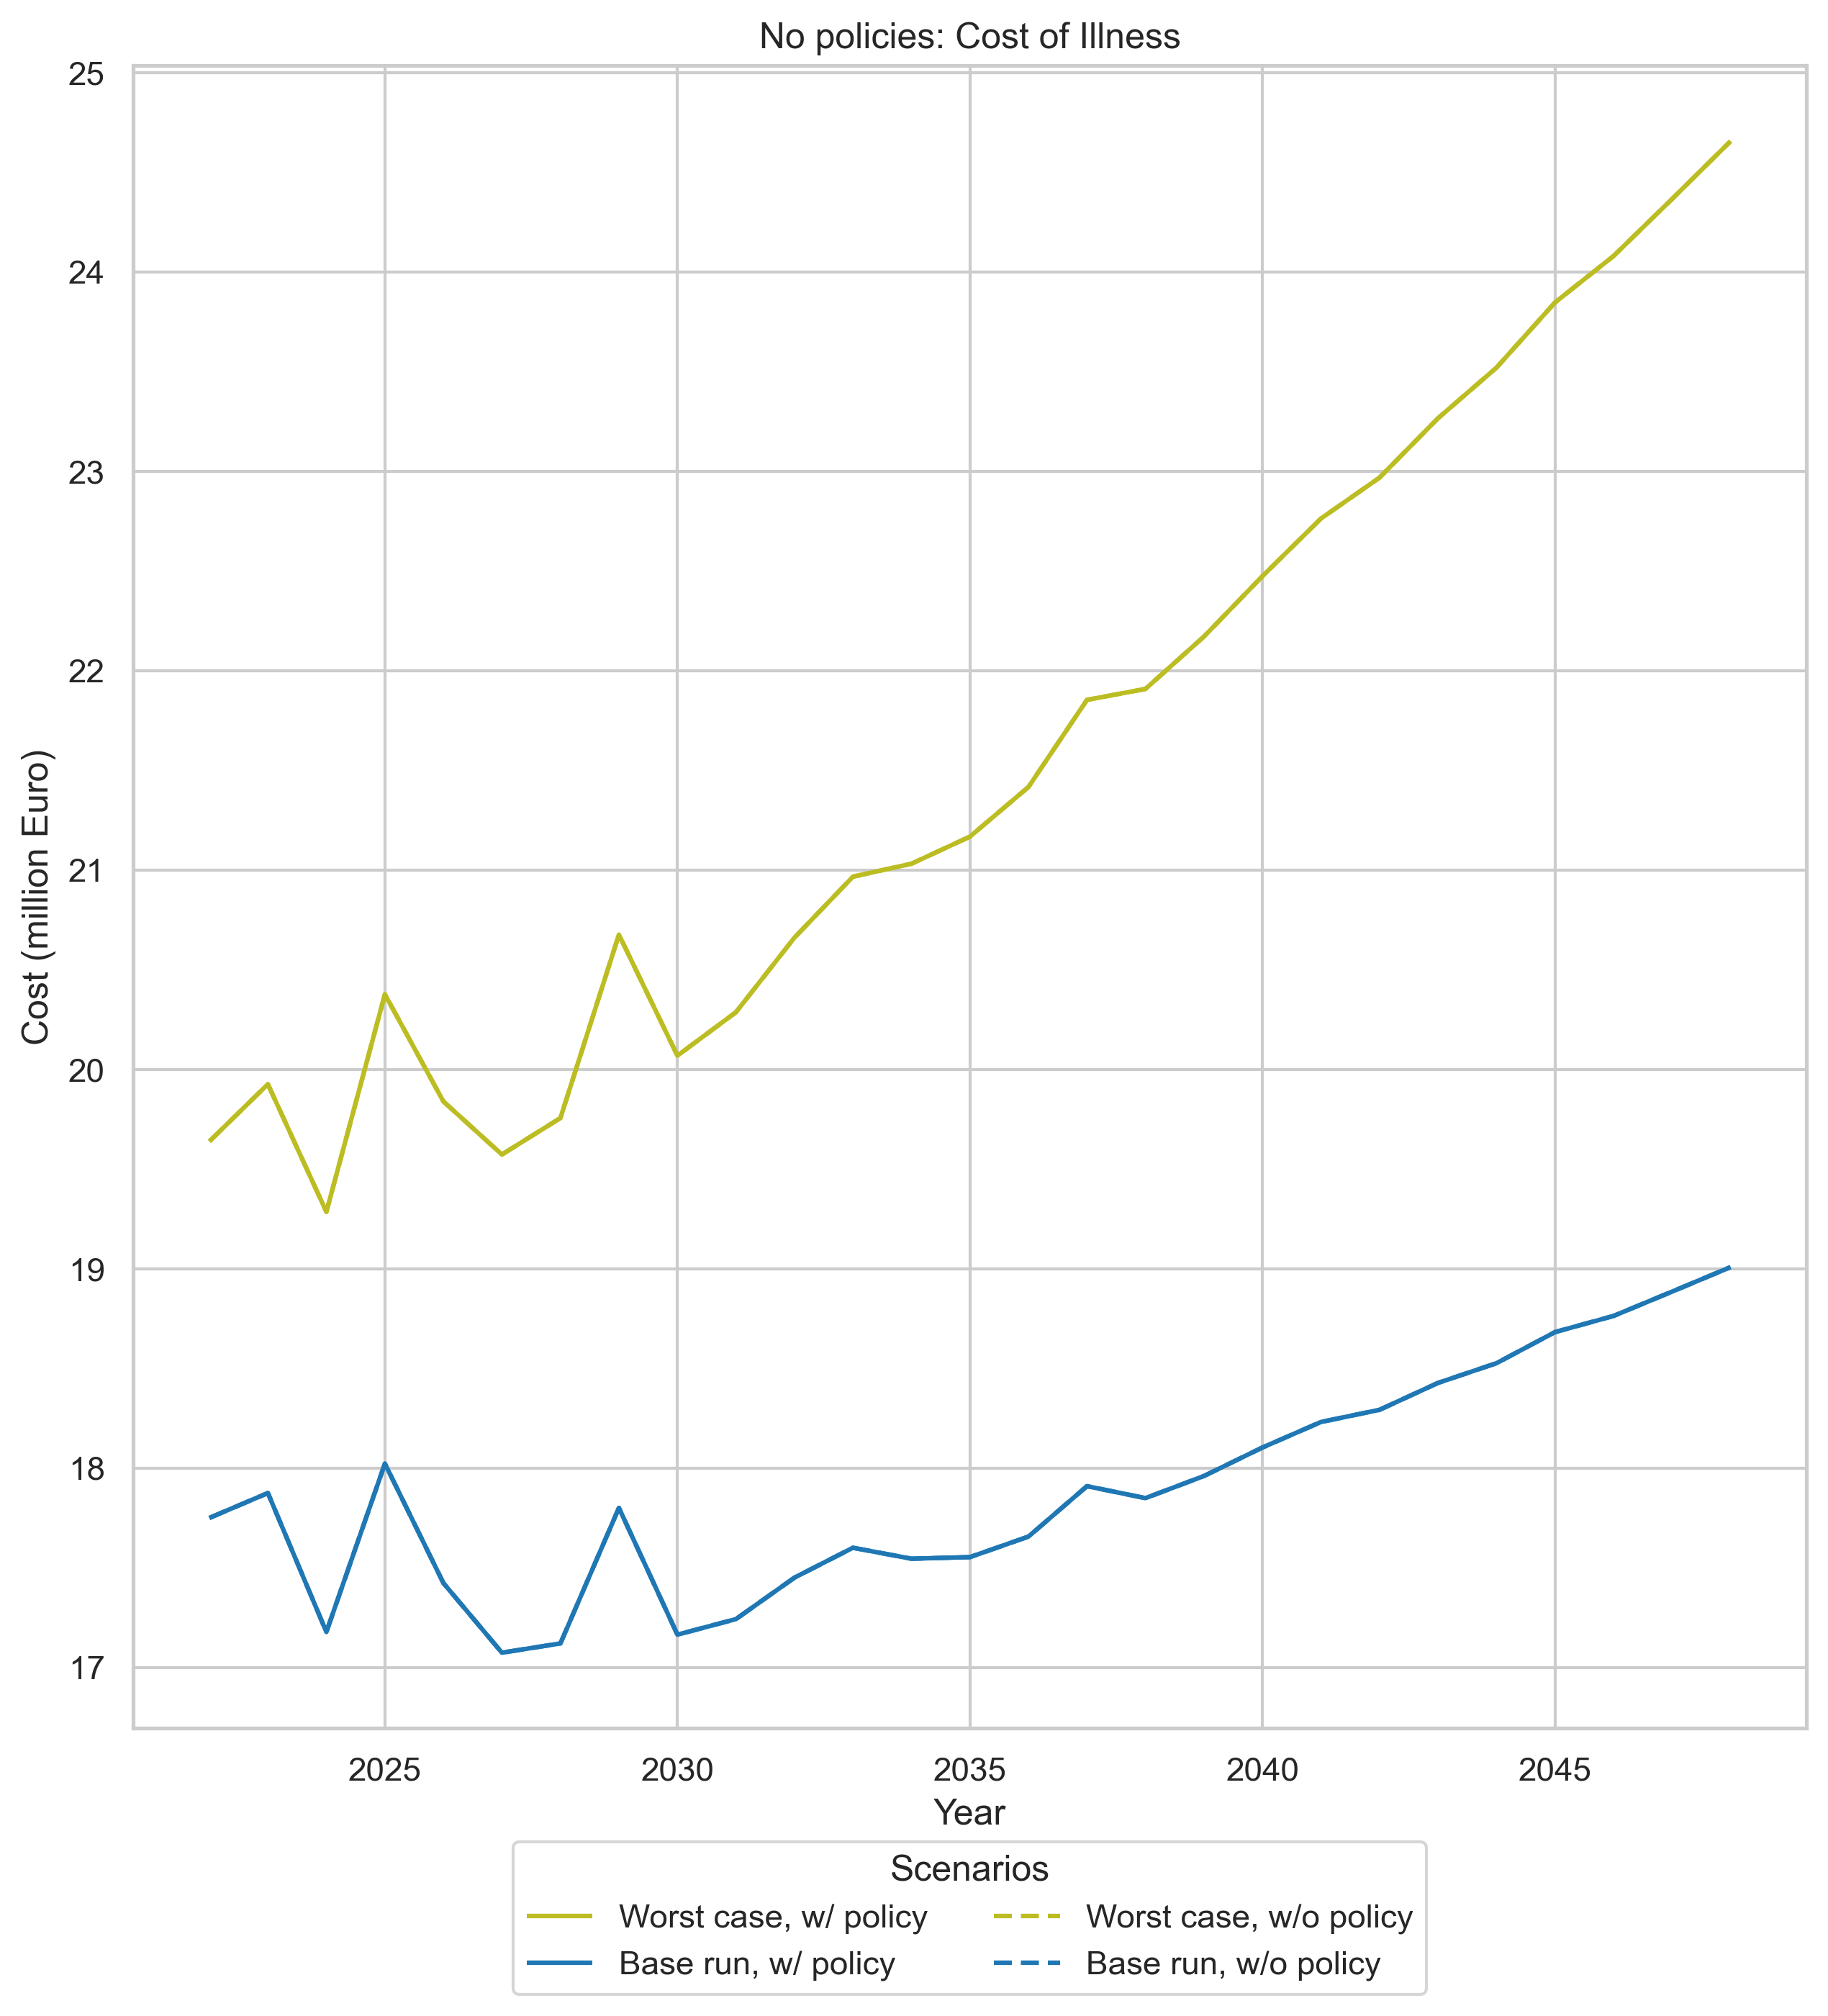 No policies: Cost of Illness
25
24
23
22
21
20
19
18
17
Cost (million Euro)
2025 2030 2035 2040 2045
Year
Scenarios
Worst case, w/ policy Worst case, w/o policy
Base run, w/ policy Base run, w/o policy